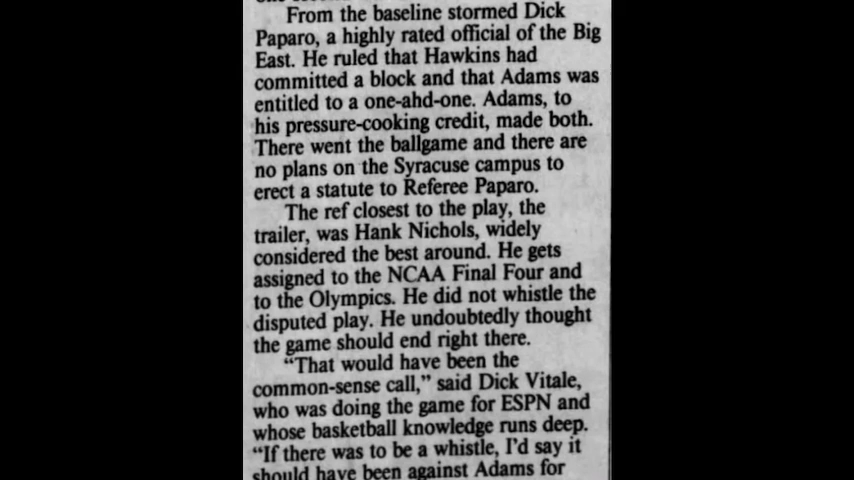 From the baseline stormed Dick
Paparo, a highly rated official of the Big
East. He ruled that Hawkins had
committed a block and that Adams was
entitled to a one-ahd-one. Adams, to
his pressure-cooking credit, made both.
There went the ballgame and there are
no plans on the Syracuse campus to
erect a statute to Referee Paparo.
The ref closest to the play, the
trailer, was Hank Nichols, widely
considered the best around. He gets
assigned to the NCAA Final Four and
to the Olympics. He did not whistle the
disputed play. He undoubtedly thought
the game should end right there.
“That would have been the
common-sense call,” said Dick Vitale,
who was doing the game for ESPN and
whose basketball knowledge runs deep.
“If there was to be a whistle, I’d say it
should have been against Adams for